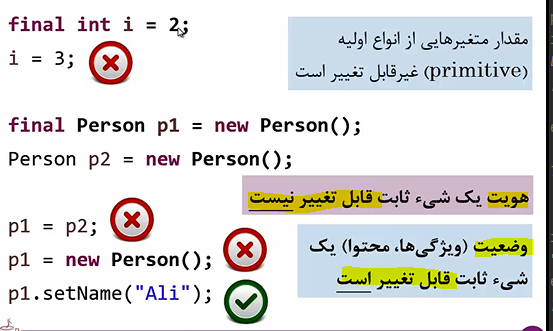 final int i = 2;
i = 3;
مقدار متغیرهایی از انواع اولیه
(primitive) غیرقابل تغییر است
final Person p1 = new Person();
Person p2 = new Person();
هویت یک شیء ثابت قابل تغییر نیست
p1 = p2;
p1 = new Person();
p1.setName("Ali");
وضعیت (ویژگی‌ها، محتوا) یک
شیء ثابت قابل تغییر است